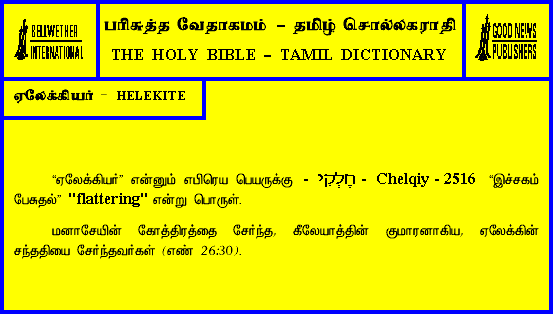 BELLWETHER
INTERNATIONAL
பரிசுத்த வேதாகமம் – தமிழ் சொல்லகராதி
THE HOLY BIBLE – TAMIL DICTIONARY
GOOD NEWS
PUBLISHERS
ஏலேக்கியர் - HELEKITE
“ஏலேக்கியர்” என்னும் எபிரெய பெயருக்கு - חֶלְקִי - Chelqiy - 2516 “இச்சகம்
பேசுதல்” "flattering" என்று பொருள்.
மனாசேயின் கோத்திரத்தை சேர்ந்த, கீலேயாத்தின் குமாரனாகிய, ஏலேக்கின்
சந்ததியை சேர்ந்தவர்கள் (எண் 26:30).